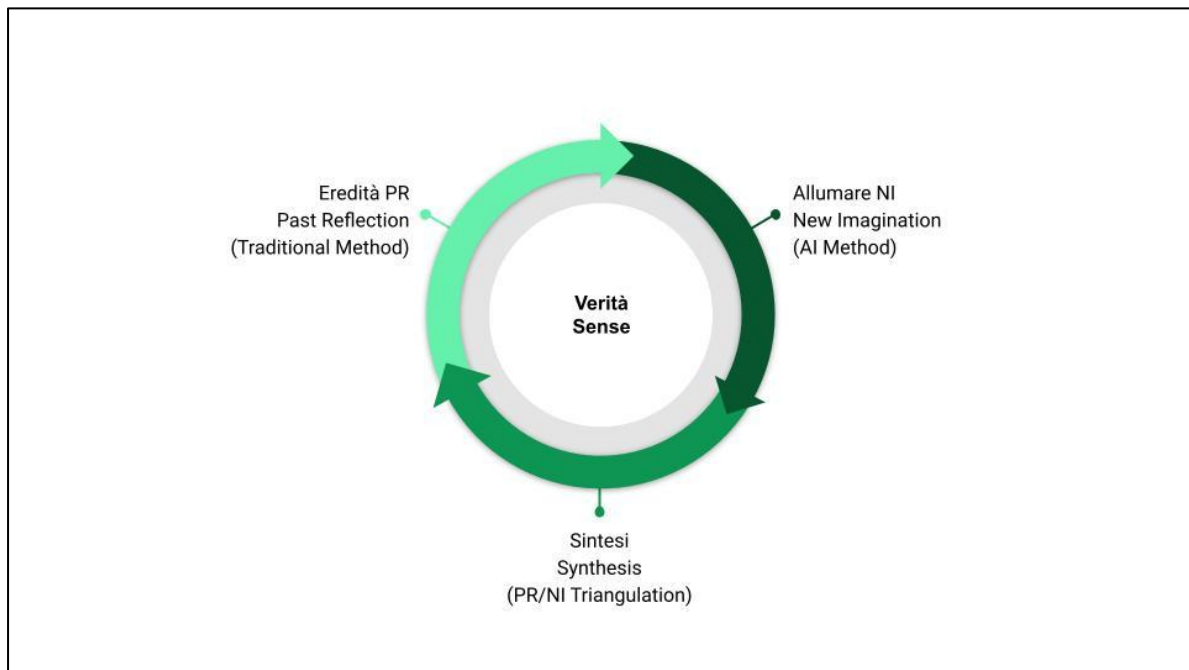 Eredità PR
Past Reflection
(Traditional Method)
Allumare NI
New Imagination
(AI Method)
Verità
Sense
Sintesi
Synthesis
(PR/NI Triangulation)